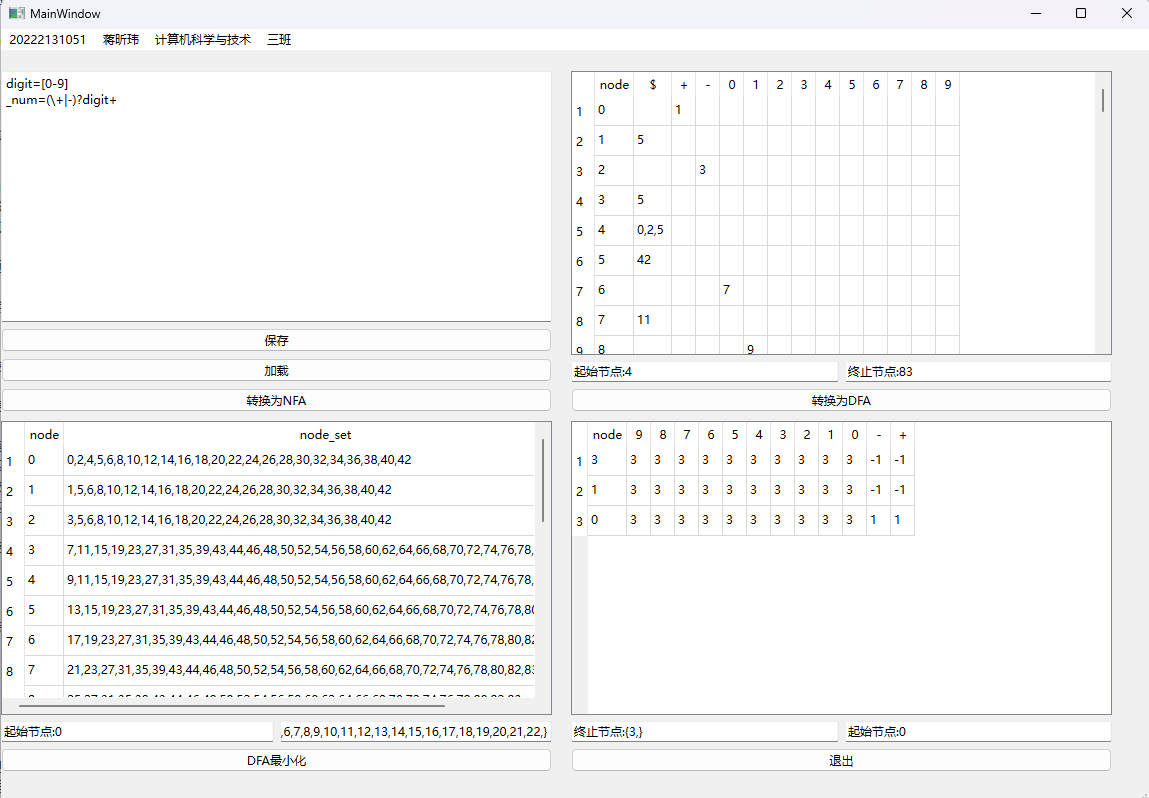 MainWindow
20222131051 蒋昕玮 计算机科学与技术 三班
digit=[0-9]
_num=(\+|-)?digit+
保存
加载
转换为NFA
node $ + - 0 1 2 3 4 5 6 7 8 9
1 0 1
2 1 5
3 2 3
4 3 5
5 4 0,2,5
6 5 42
7 6 7
8 7 11
9 8 9
起始节点:4 终止节点:83
转换为DFA
node node_set
1 0 0,2,4,5,6,8,10,12,14,16,18,20,22,24,26,28,30,32,34,36,38,40,42
2 1 1,5,6,8,10,12,14,16,18,20,22,24,26,28,30,32,34,36,38,40,42
3 2 3,5,6,8,10,12,14,16,18,20,22,24,26,28,30,32,34,36,38,40,42
4 3 7,11,15,19,23,27,31,35,39,43,44,46,48,50,52,54,56,58,60,62,64,66,68,70,72,74,76,78,
5 4 9,11,15,19,23,27,31,35,39,43,44,46,48,50,52,54,56,58,60,62,64,66,68,70,72,74,76,78,
6 5 13,15,19,23,27,31,35,39,43,44,46,48,50,52,54,56,58,60,62,64,66,68,70,72,74,76,78,80
7 6 17,19,23,27,31,35,39,43,44,46,48,50,52,54,56,58,60,62,64,66,68,70,72,74,76,78,80,82
8 7 21,23,27,31,35,39,43,44,46,48,50,52,54,56,58,60,62,64,66,68,70,72,74,76,78,80,82,83
起始节点:0 ,6,7,8,9,10,11,12,13,14,15,16,17,18,19,20,21,22,}
DFA最小化
node 9 8 7 6 5 4 3 2 1 0 - +
1 3 3 3 3 3 3 3 3 3 3 3 -1 -1
2 1 3 3 3 3 3 3 3 3 3 3 -1 -1
3 0 3 3 3 3 3 3 3 3 3 3 1 1
终止节点:{3,} 起始节点:0
退出